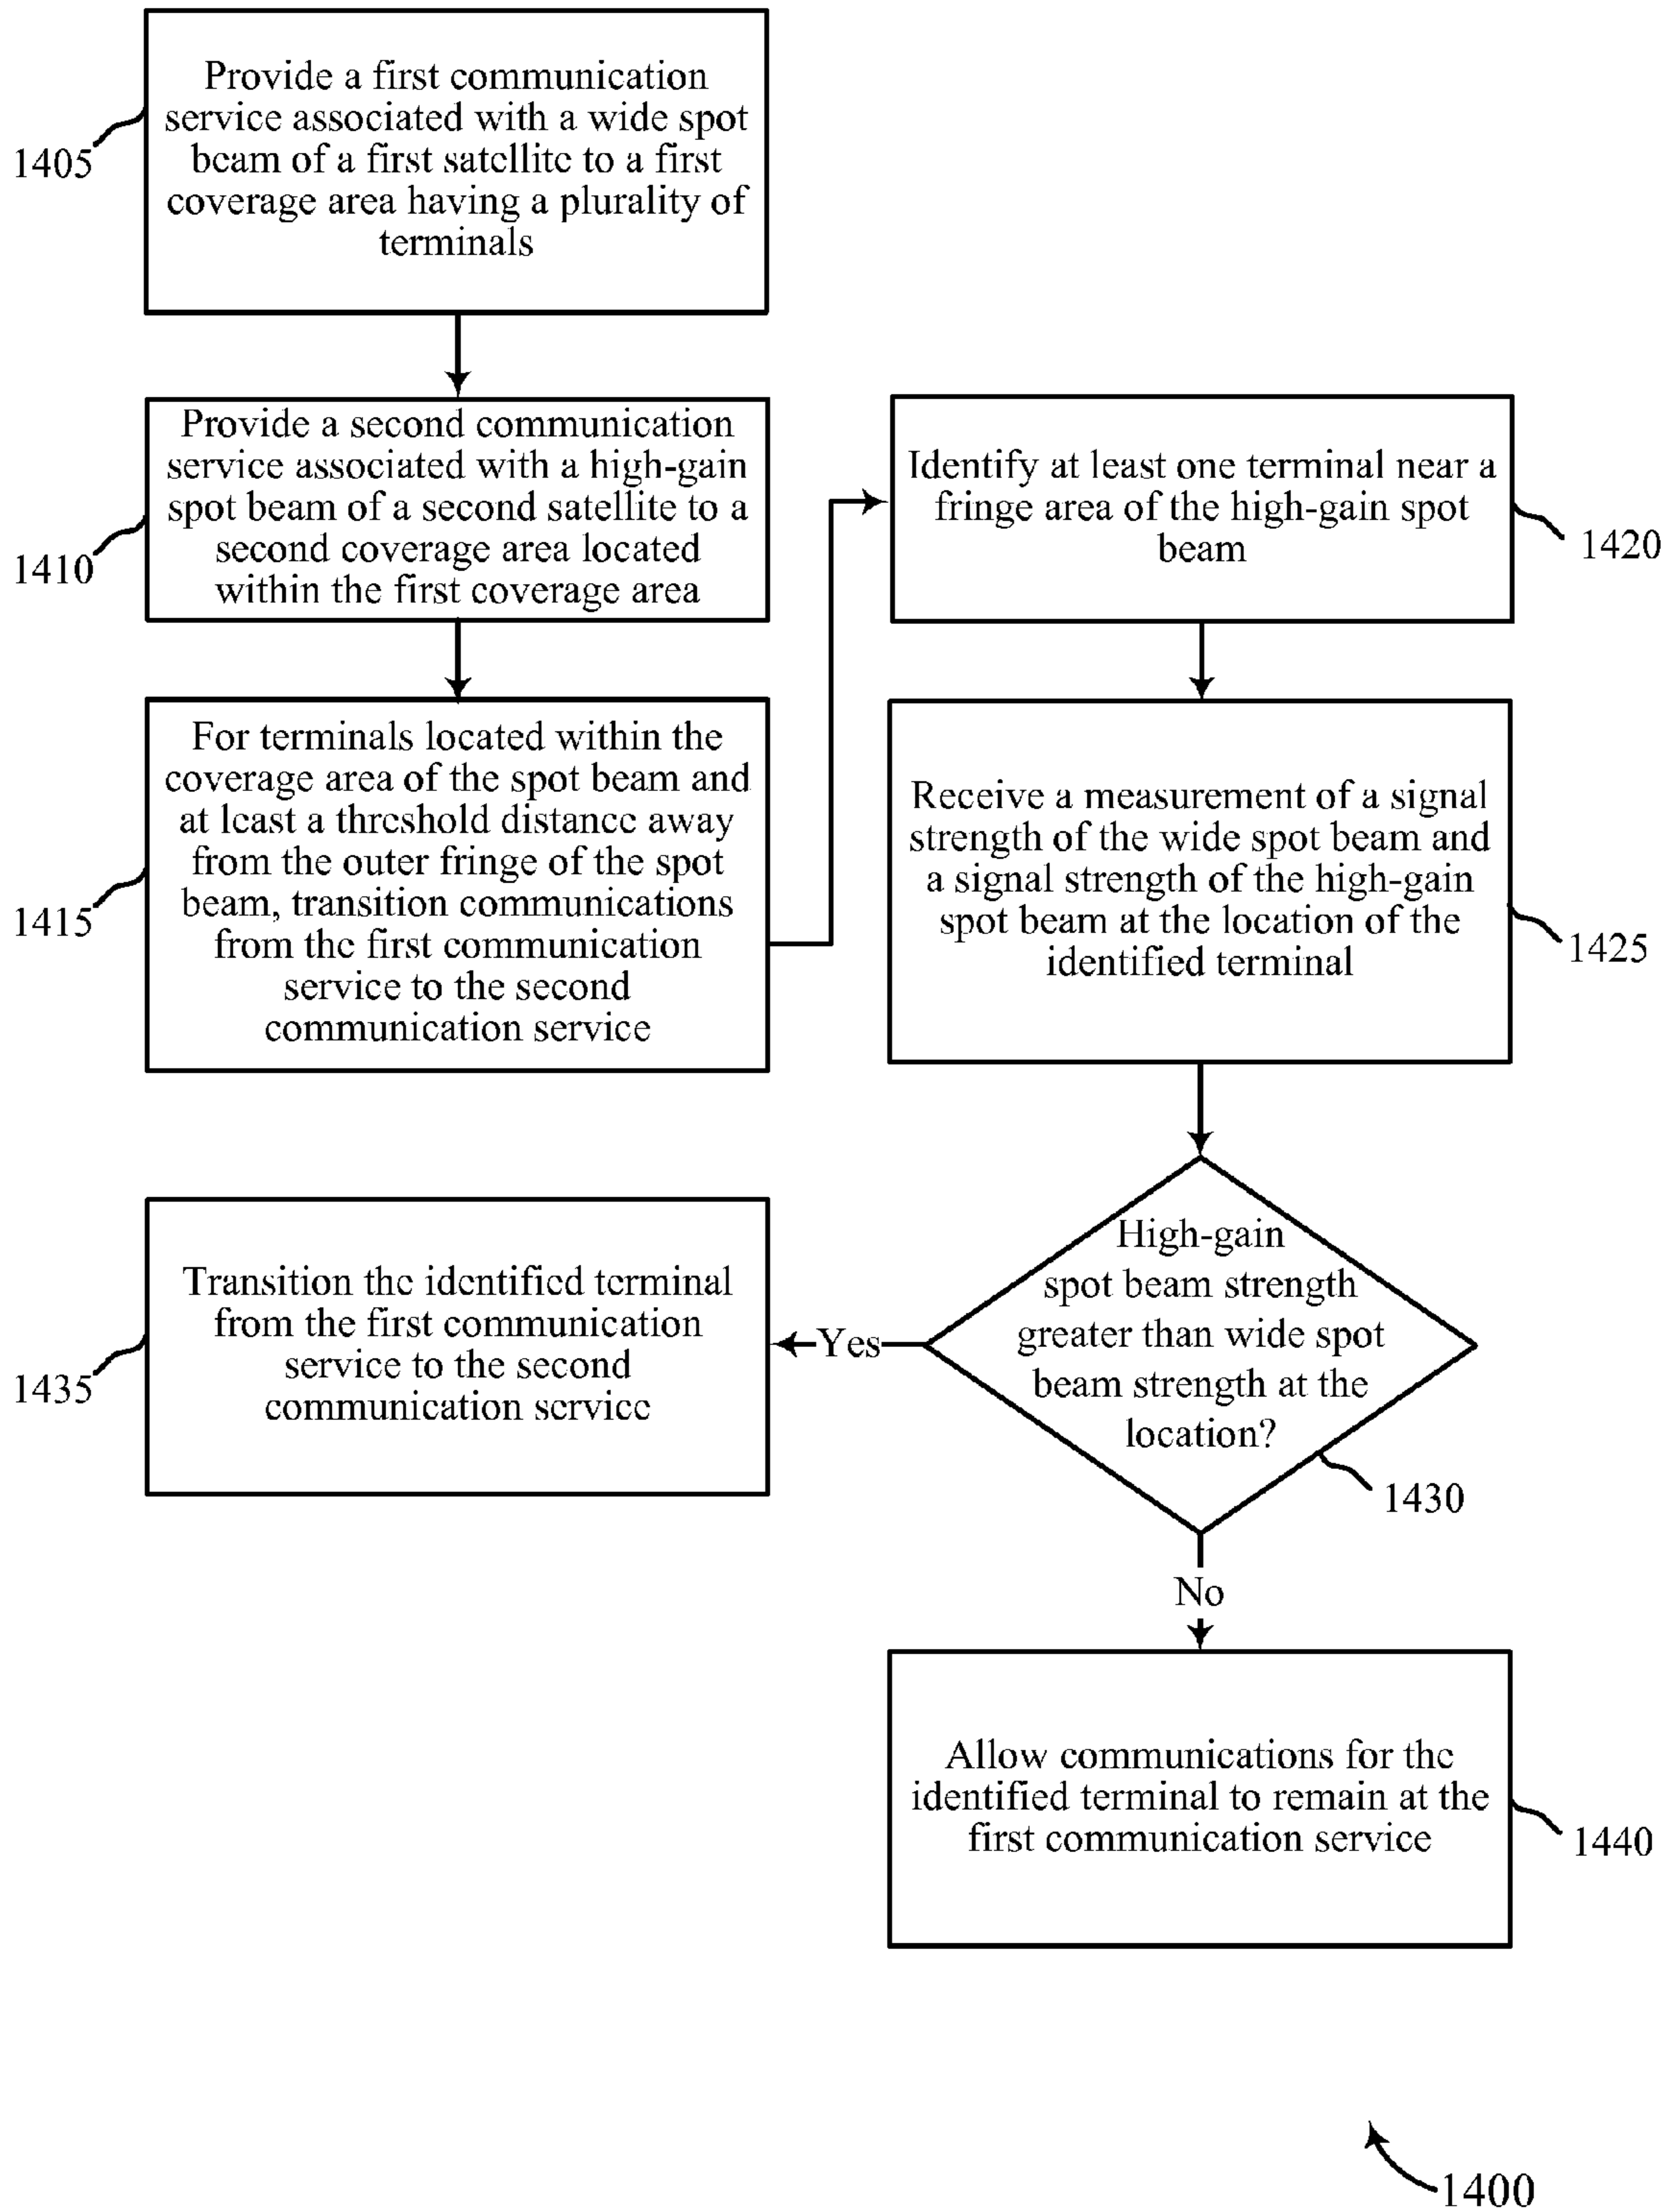 Provide a first communication
service associated with a wide spot
beam of a first satellite to a first
coverage area having a plurality of
terminals
1405
Provide a second communication
service associated with a high-gain
spot beam of a second satellite to a
second coverage area located
within the first coverage area
1410
For terminals located within the
coverage area of the spot beam and
at least a threshold distance away
from the outer fringe of the spot
beam, transition communications
from the first communication
service to the second
communication service
1415
Identify at least one terminal near a
fringe area of the high-gain spot
beam
1420
Receive a measurement of a signal
strength of the wide spot beam and
a signal strength of the high-gain
spot beam at the location of the
identified terminal
1425
High-gain
spot beam strength
greater than wide spot
beam strength at the
location?
1430
Yes
Transition the identified terminal
from the first communication
service to the second
communication service
1435
No
Allow communications for the
identified terminal to remain at the
first communication service
1440
1400